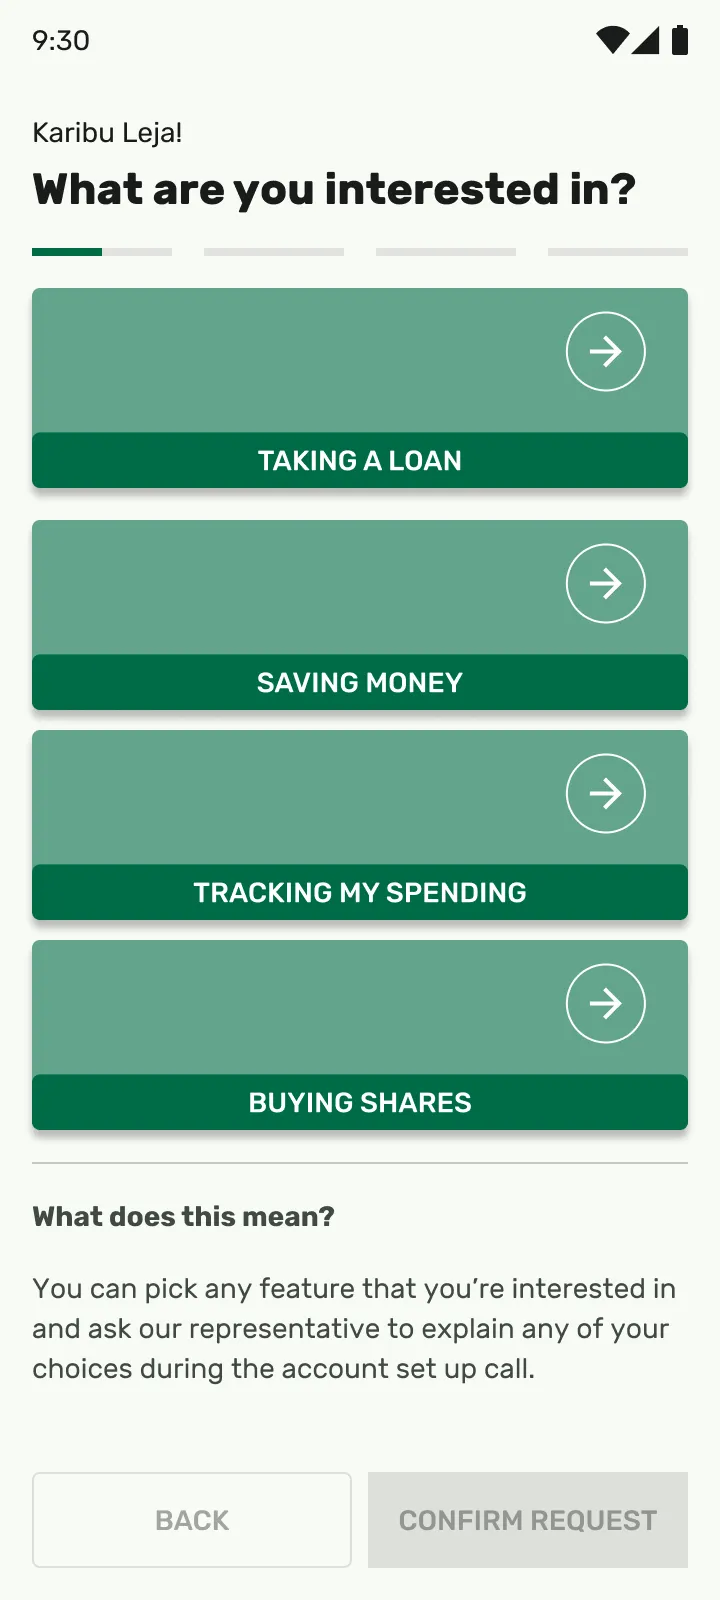 9:30
Karibu Leja!
What are you interested in?
TAKING A LOAN
SAVING MONEY
TRACKING MY SPENDING
BUYING SHARES
What does this mean?
You can pick any feature that you’re interested in
and ask our representative to explain any of your
choices during the account set up call.
BACK
CONFIRM REQUEST